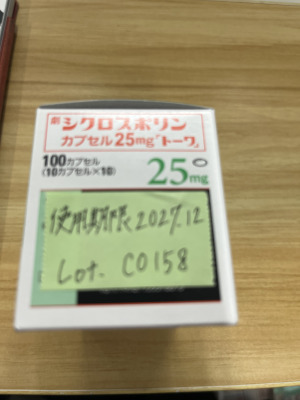 劇 シクロスポリン
カプセル25mg「トーワ」
100カプセル
(10カプセル×10)
25mg
使用期限 2027.12
Lot. C0158